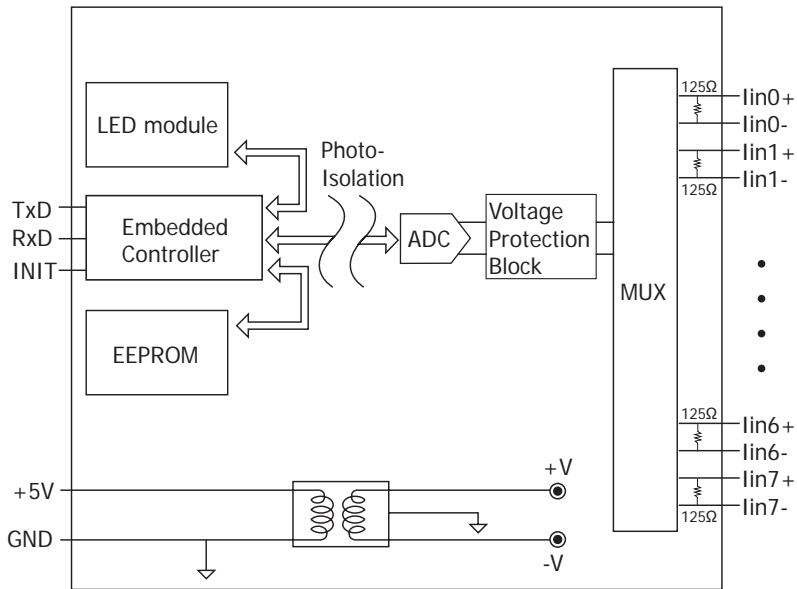 LED module
Photo-
Isolation
TxD
RxD
INIT
Embedded
Controller
ADC
Voltage
Protection
Block
MUX
EEPROM
125Ω
Iin0+
Iin0-
Iin1+
125Ω
Iin1-
125Ω
Iin6+
Iin6-
Iin7+
125Ω
Iin7-
+5V
GND
+V
-V